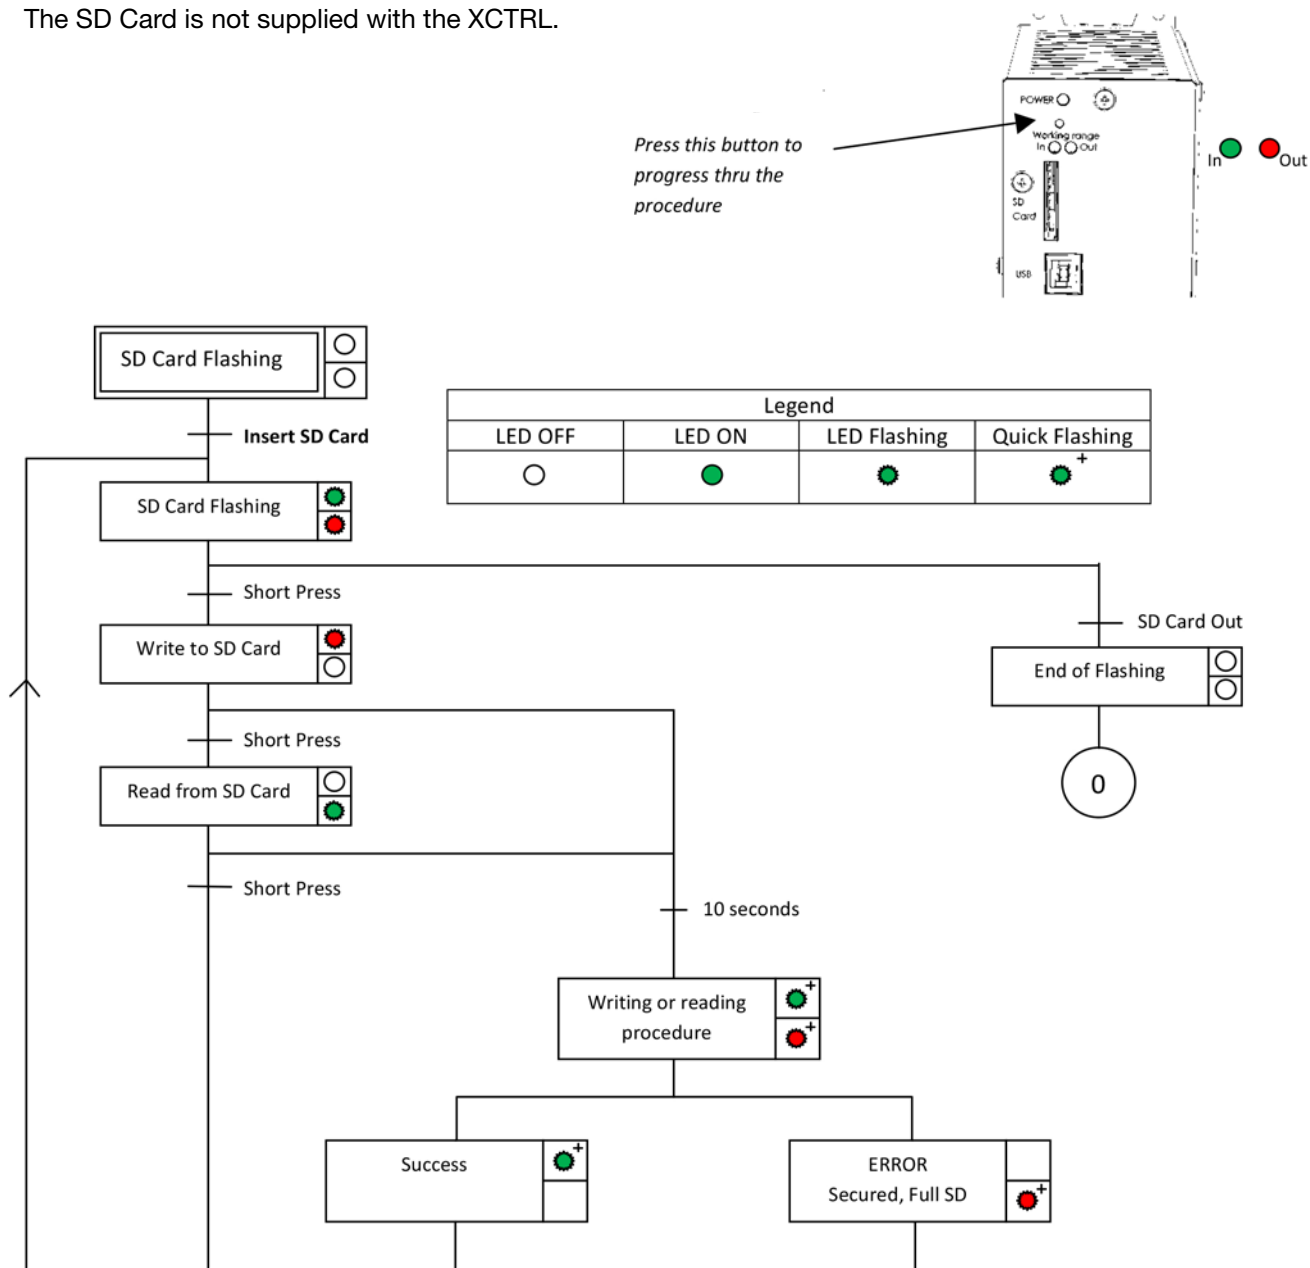 The SD Card is not supplied with the XCTRL.
POWER
Working range
In Out
SD
Card
USB
Press this button to
progress thru the
procedure
In Out
SD Card Flashing
Insert SD Card
Legend
LED OFF LED ON LED Flashing Quick Flashing
+
SD Card Flashing
Short Press
SD Card Out
Write to SD Card
End of Flashing
Short Press
Read from SD Card
0
Short Press
10 seconds
Writing or reading
procedure
+
+
Success
+
ERROR
Secured, Full SD
+